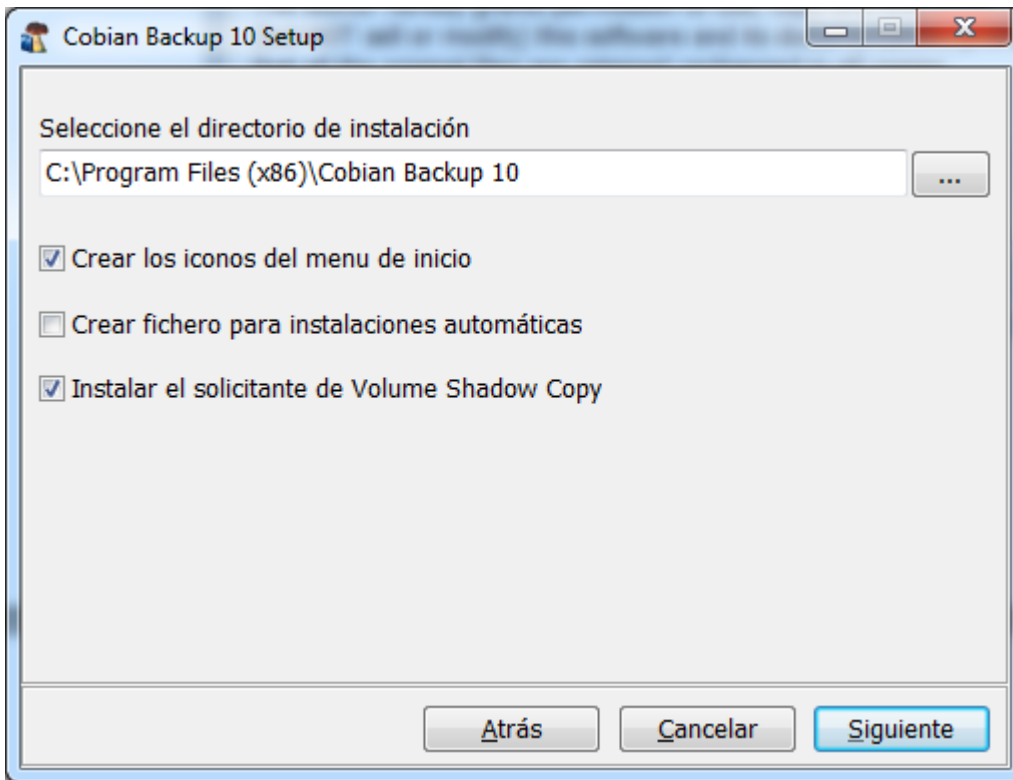 Cobian Backup 10 Setup
Seleccione el directorio de instalación
C:\Program Files (x86)\Cobian Backup 10
...
Crear los iconos del menu de inicio
Crear fichero para instalaciones automáticas
Instalar el solicitante de Volume Shadow Copy
Atrás Cancelar Siguiente